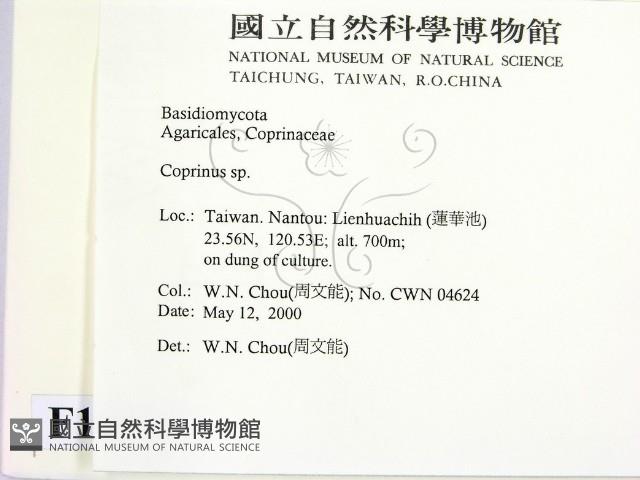 國立自然科學博物館
NATIONAL MUSEUM OF NATURAL SCIENCE
TAICHUNG, TAIWAN, R.O.CHINA
Basidiomycota
Agaricales, Coprinaceae
Coprinus sp.
Loc.: Taiwan. Nantou: Lienhuachih (蓮華池)
23.56N, 120.53E; alt. 700m;
on dung of culture.
Col.: W.N. Chou(周文能); No. CWN 04624
Date: May 12, 2000
Det.: W.N. Chou(周文能)
F1
國立自然科學博物館
NATIONAL MUSEUM OF NATURAL SCIENCE